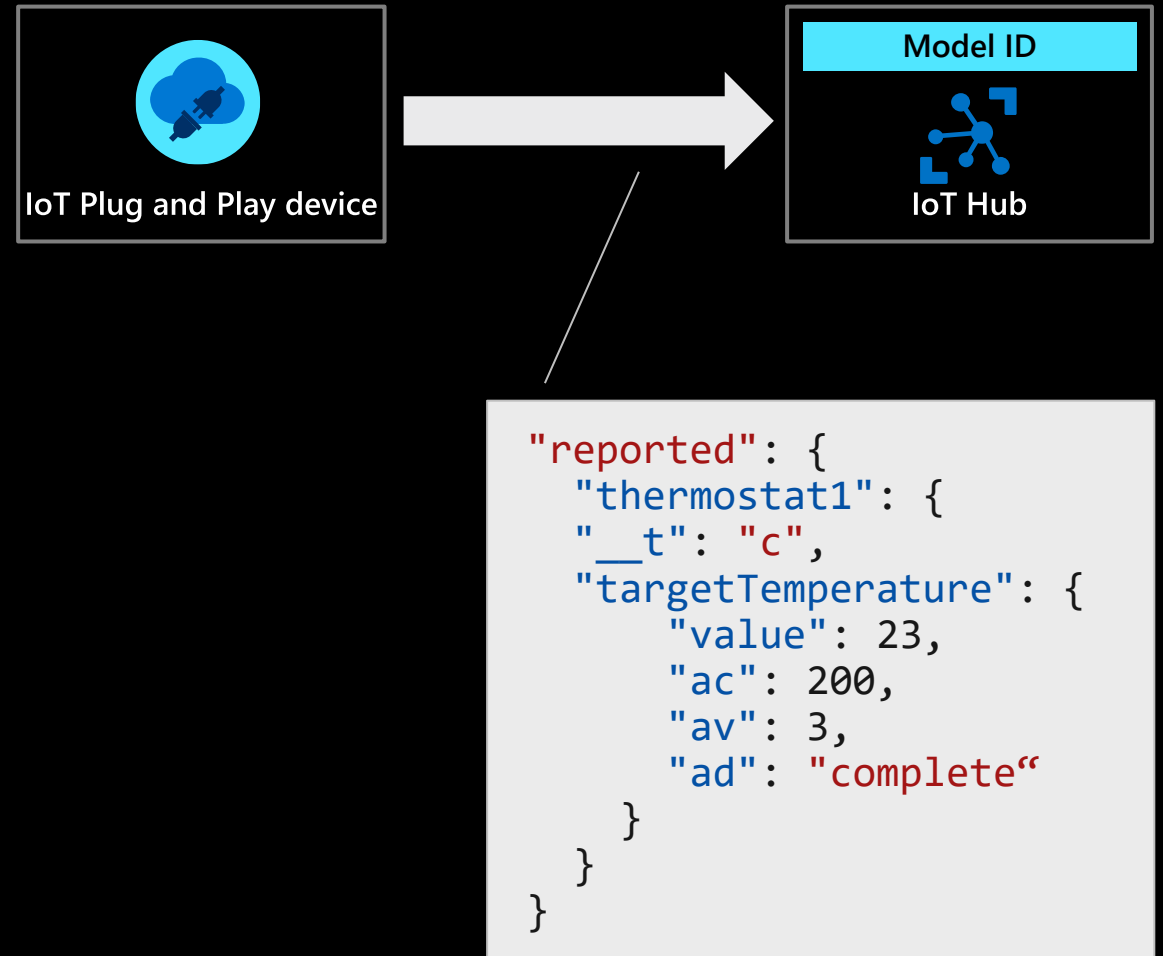 Model ID
IoT Plug and Play device
IoT Hub
"reported": {
"thermostat1": {
"__t": "c",
"targetTemperature": {
"value": 23,
"ac": 200,
"av": 3,
"ad": "complete“
}
}
}